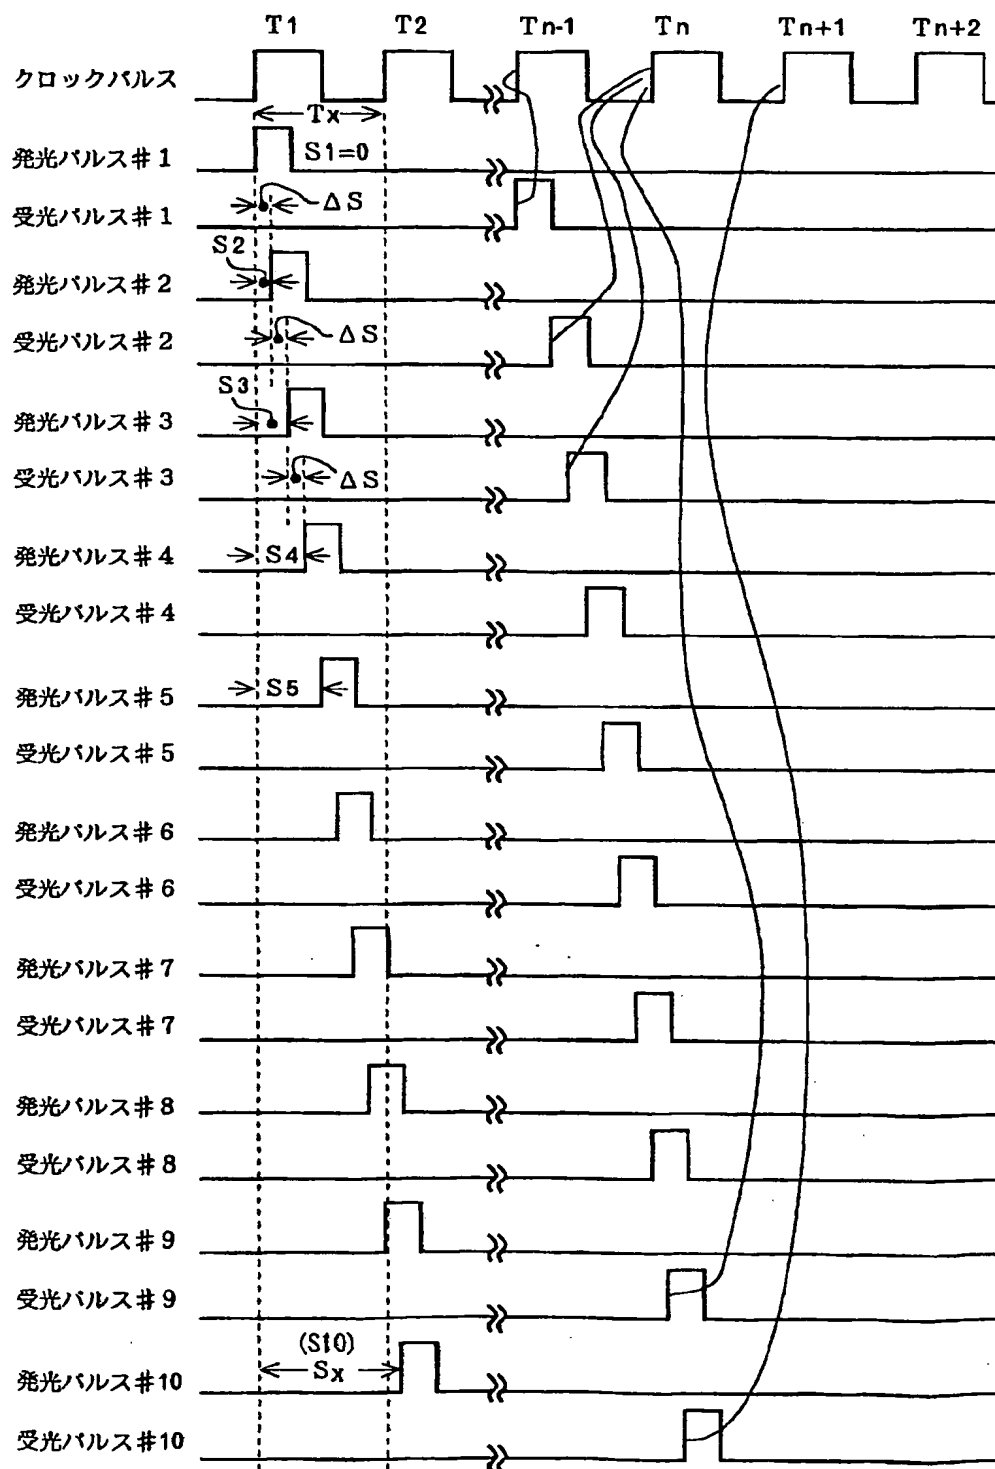 T1 T2 Tn-1 Tn Tn+1 Tn+2
クロックパルス
Tx
発光パルス#1 S1=0
受光パルス#1 ΔS
S2
発光パルス#2
受光パルス#2 ΔS
S3
発光パルス#3
受光パルス#3 ΔS
発光パルス#4 S4
受光パルス#4
発光パルス#5 S5
受光パルス#5
発光パルス#6
受光パルス#6
発光パルス#7
受光パルス#7
発光パルス#8
受光パルス#8
発光パルス#9
受光パルス#9
(S10)
発光パルス#10 Sx
受光パルス#10